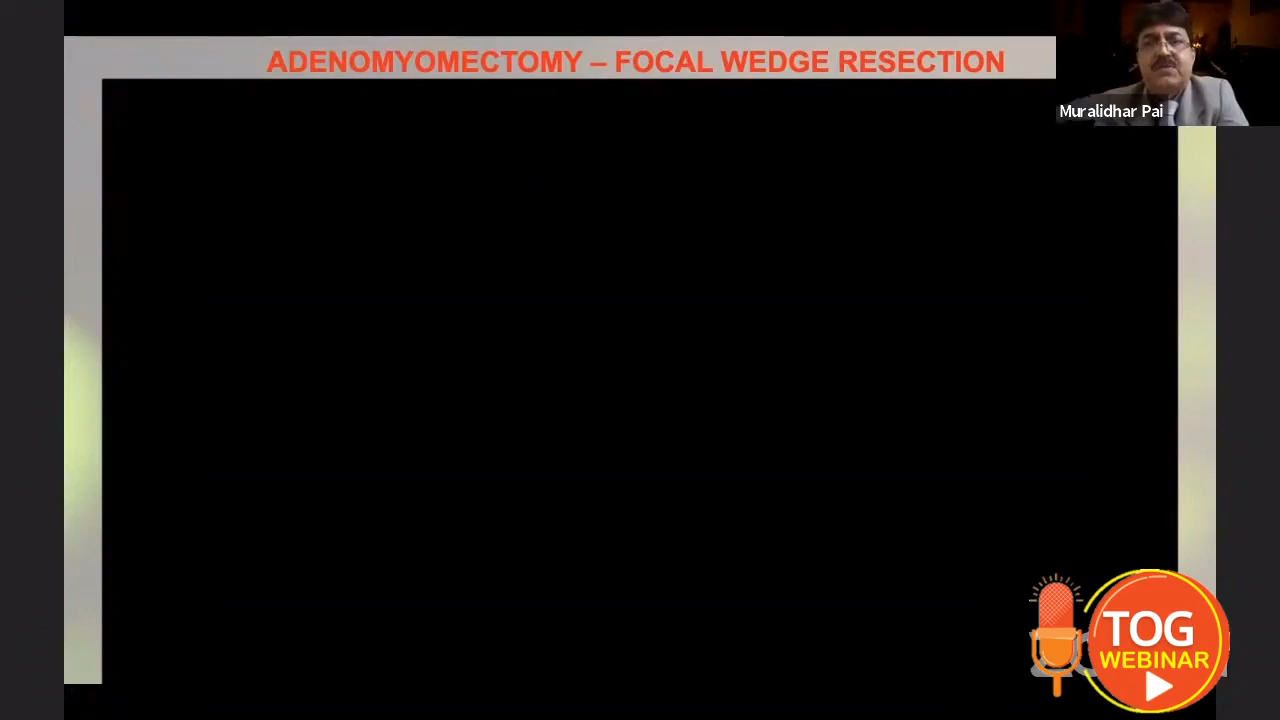 ADENOMYOMECTOMY – FOCAL WEDGE RESECTION
Muralidhar Pai
TOG
WEBINAR